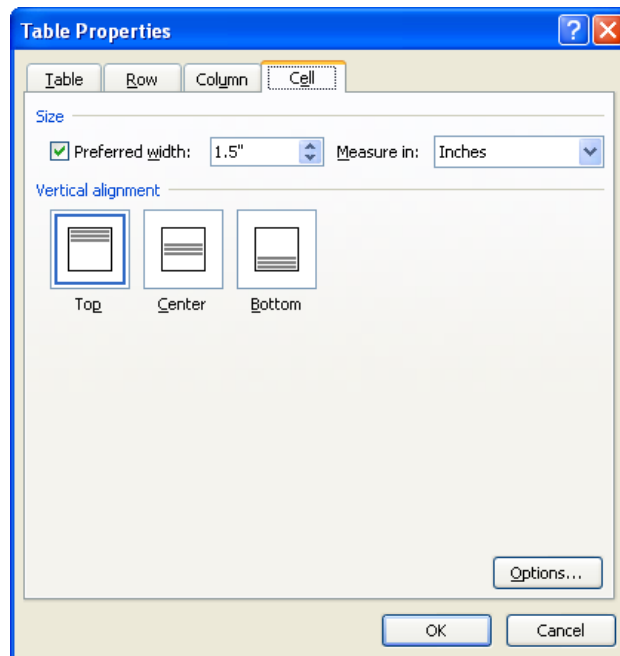 Table Properties
Table Row Column Cell
Size
Preferred width: 1.5" Measure in: Inches
Vertical alignment
Top Center Bottom
Options...
OK Cancel